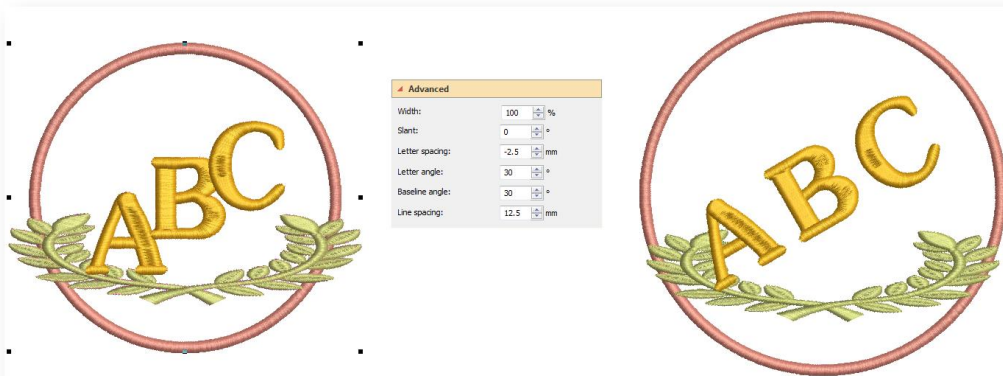 ABC
Advanced
Width: 100 %
Slant: 0 °
Letter spacing: -2.5 mm
Letter angle: 30 °
Baseline angle: 30 °
Line spacing: 12.5 mm
ABC